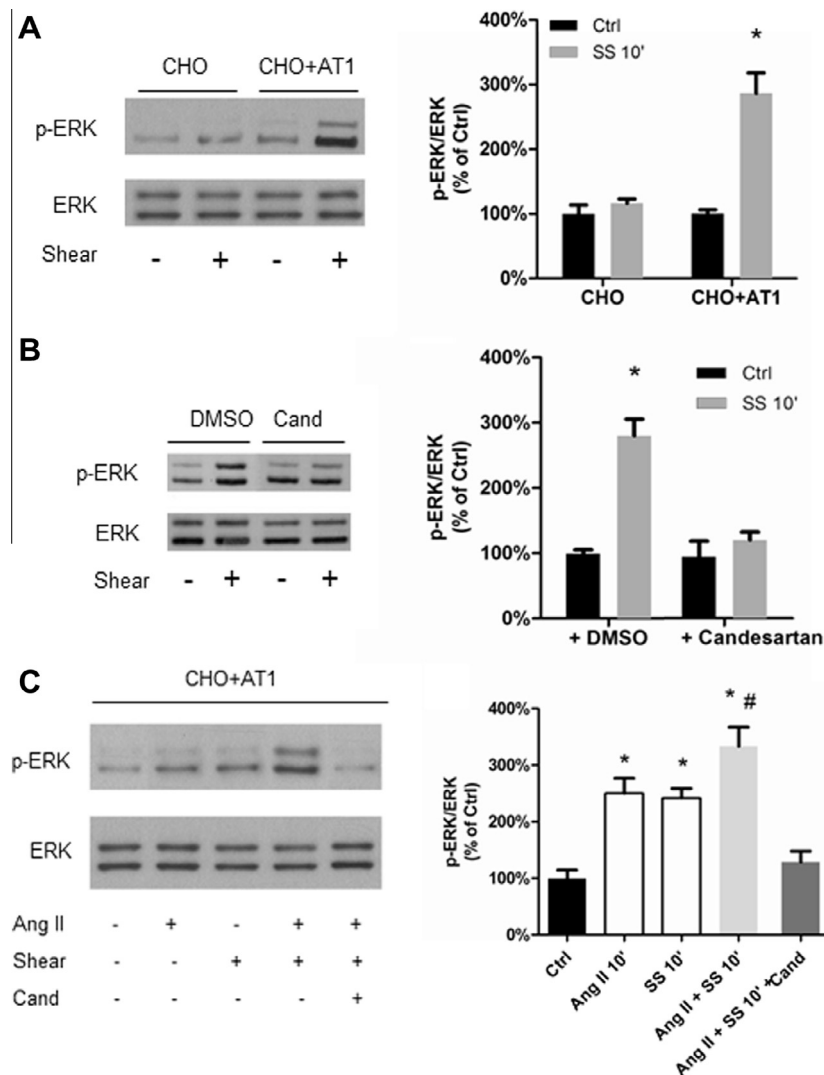 A
CHO CHO+AT1
p-ERK
ERK
Shear - + - +
Ctrl
SS 10'
p-ERK/ERK
(% of Ctrl)
400%
300%
200%
100%
0%
*
CHO CHO+AT1
B
DMSO Cand
p-ERK
ERK
Shear - + - +
Ctrl
SS 10'
p-ERK/ERK
(% of Ctrl)
400%
300%
200%
100%
0%
*
+ DMSO + Candesartan
C
CHO+AT1
p-ERK
ERK
Ang II - + - + +
Shear - - + + +
Cand - - - - +
p-ERK/ERK
(% of Ctrl)
400%
300%
200%
100%
0%
* * * #
Ctrl
Ang II 10'
SS 10'
Ang II + SS 10'
Ang II + SS 10' + Cand